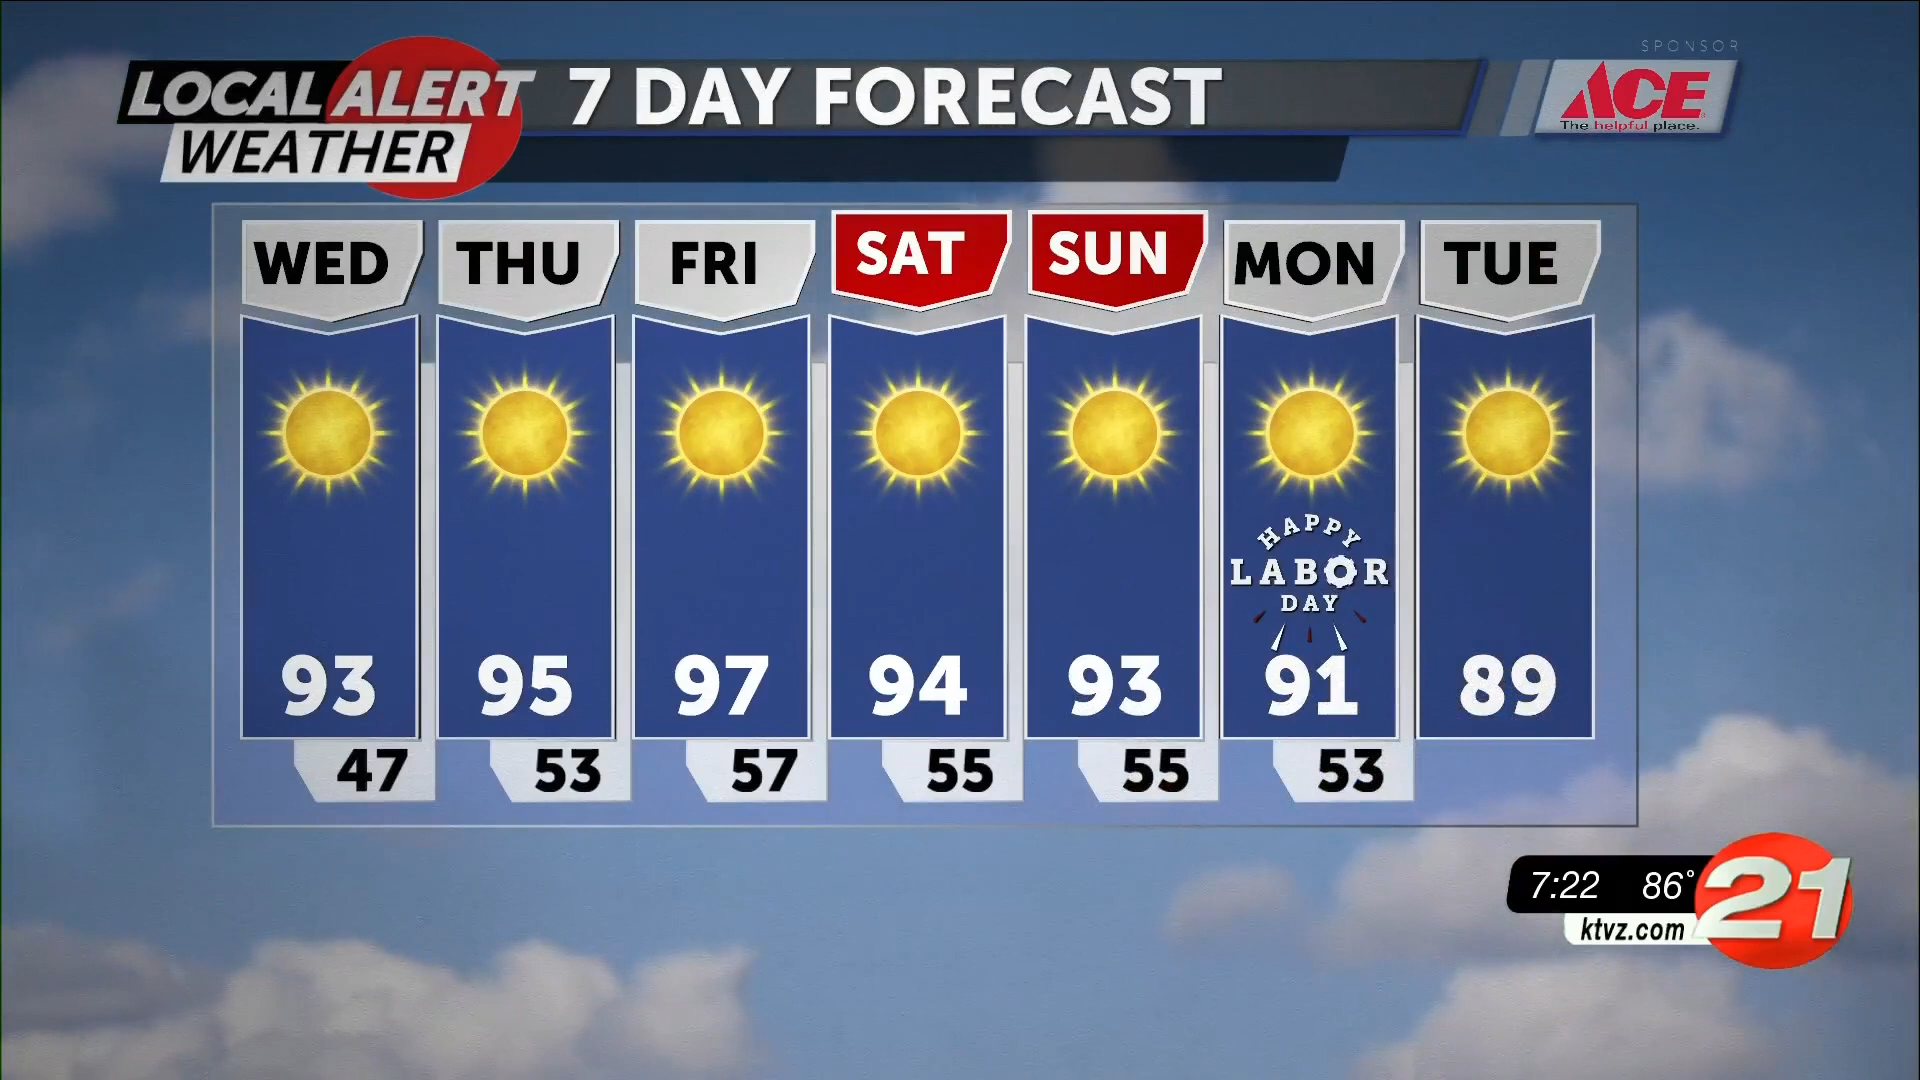 SPONSOR
LOCAL ALERT
WEATHER
7 DAY FORECAST
ACE
The helpful place.
WED THU FRI SAT SUN MON TUE
HAPPY
LABOR
DAY
93 95 97 94 93 91 89
47 53 57 55 55 53
7:22 86°
21
ktvz.com